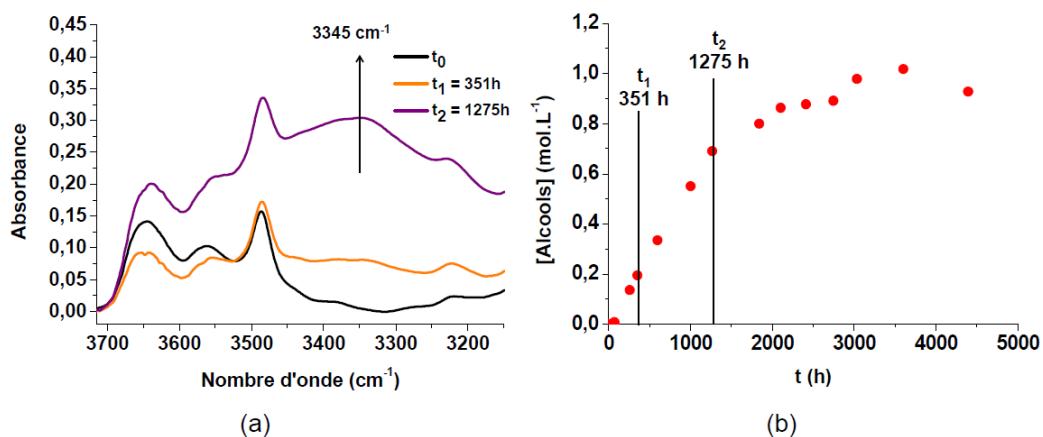 0,45
0,40
0,35
0,30
0,25
0,20
0,15
0,10
0,05
0,00
Absorbance
3345 cm⁻¹
t₀
t₁ = 351h
t₂ = 1275h
3700 3600 3500 3400 3300 3200
Nombre d'onde (cm⁻¹)
(a)
1,2
1,0
0,8
0,6
0,4
0,2
0,0
[Alcools] (mol.L⁻¹)
t₁
351 h
t₂
1275 h
0 1000 2000 3000 4000 5000
t (h)
(b)